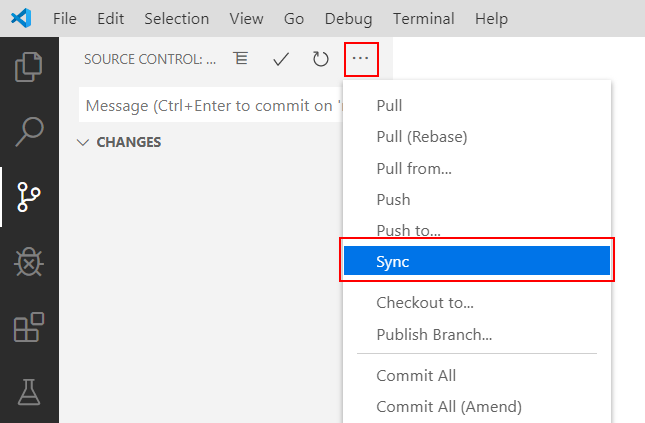 File Edit Selection View Go Debug Terminal Help
SOURCE CONTROL: ...
Message (Ctrl+Enter to commit on '
CHANGES
Pull
Pull (Rebase)
Pull from...
Push
Push to...
Sync
Checkout to...
Publish Branch...
Commit All
Commit All (Amend)